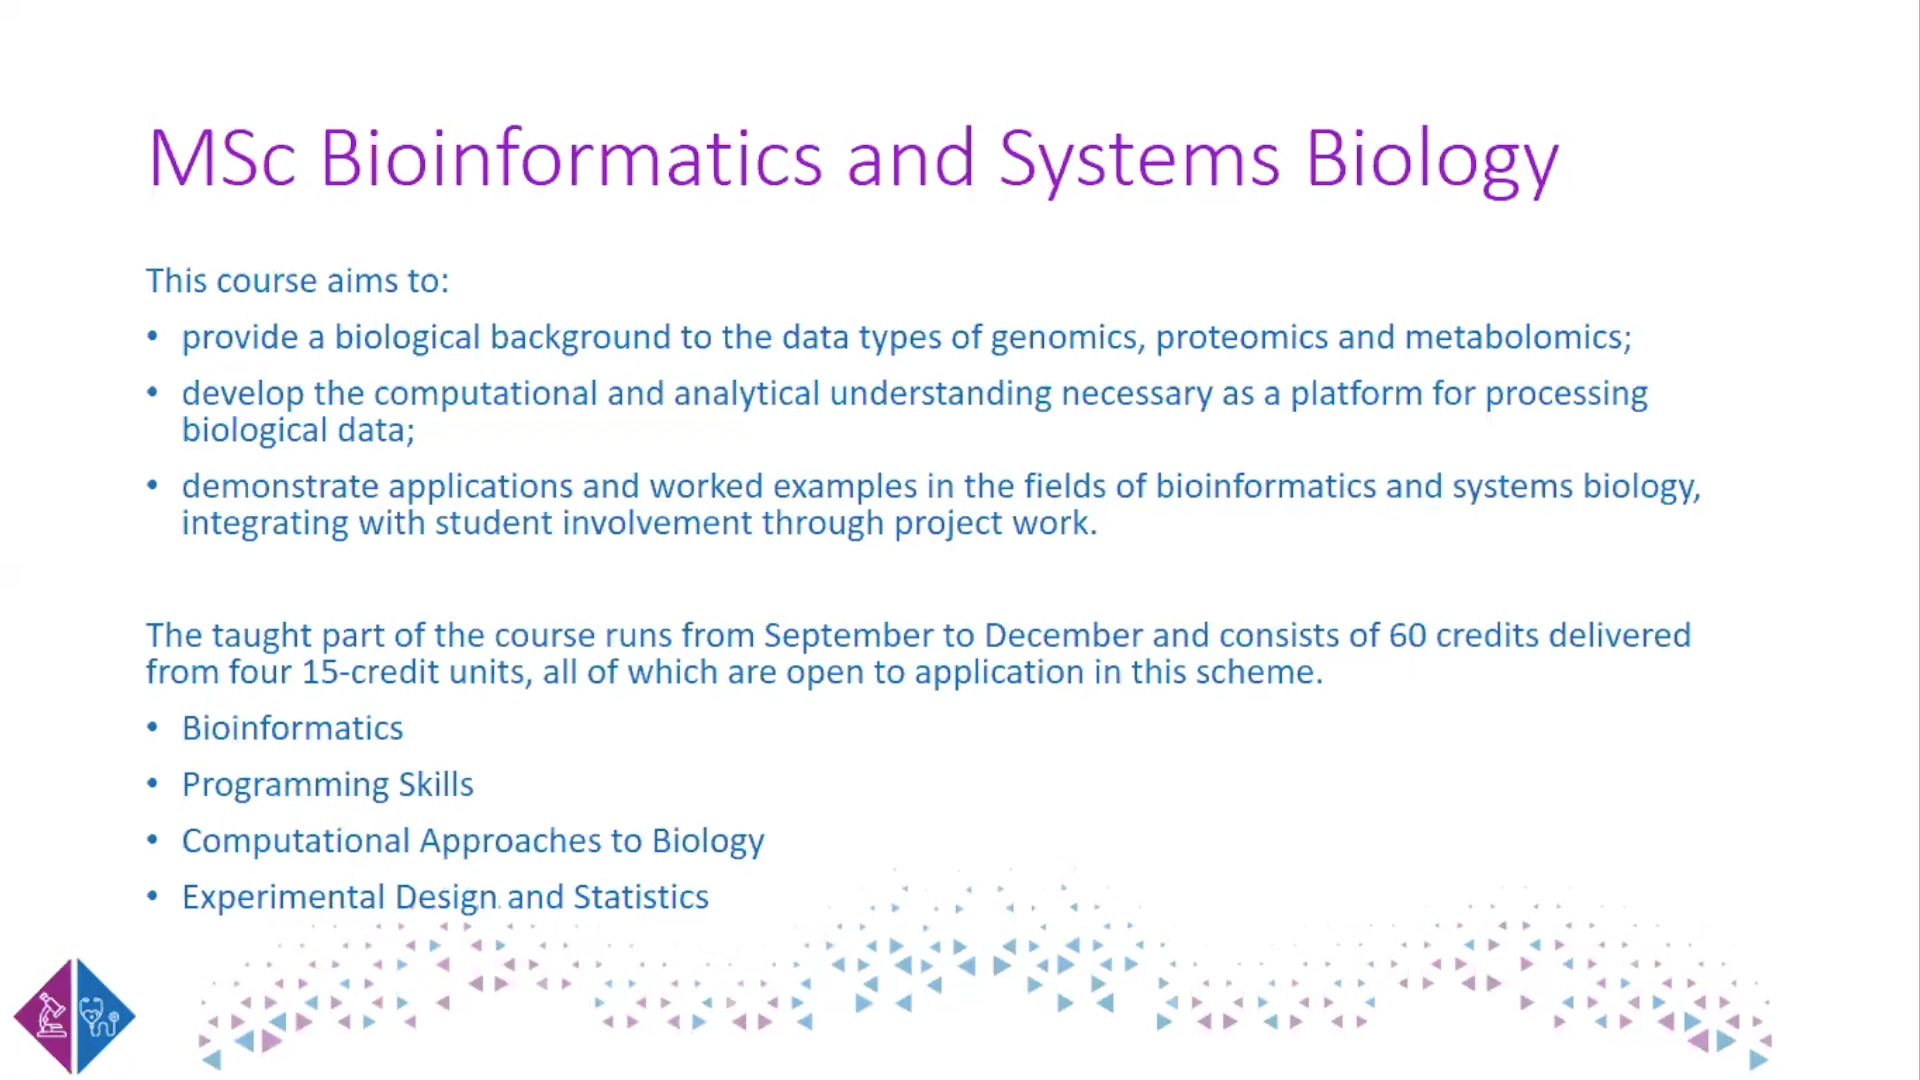 MSc Bioinformatics and Systems Biology
This course aims to:
• provide a biological background to the data types of genomics, proteomics and metabolomics;
• develop the computational and analytical understanding necessary as a platform for processing
biological data;
• demonstrate applications and worked examples in the fields of bioinformatics and systems biology,
integrating with student involvement through project work.
The taught part of the course runs from September to December and consists of 60 credits delivered
from four 15-credit units, all of which are open to application in this scheme.
• Bioinformatics
• Programming Skills
• Computational Approaches to Biology
• Experimental Design and Statistics